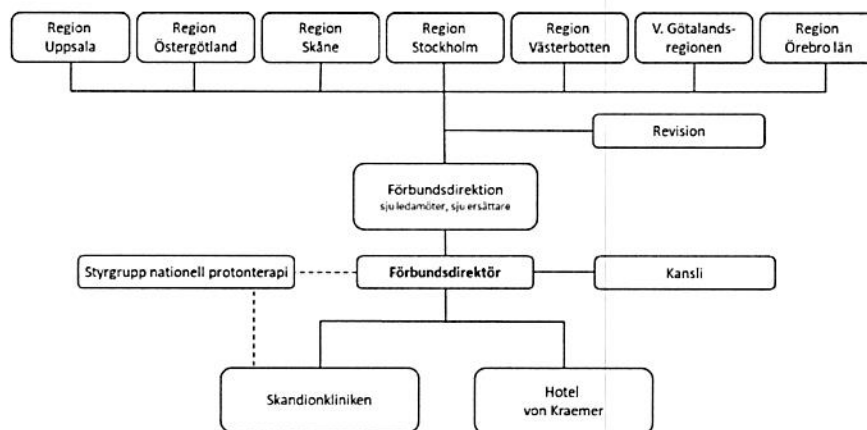 Region
Uppsala
Region
Östergötland
Region
Skåne
Region
Stockholm
Region
Västerbotten
V. Götalands-
regionen
Region
Örebro län
Revision
Förbundsdirektion
sju ledamöter, sju ersättare
Styrgrupp nationell protonterapi
Förbundsdirektör
Kansli
Skandionkliniken
Hotel
von Kraemer